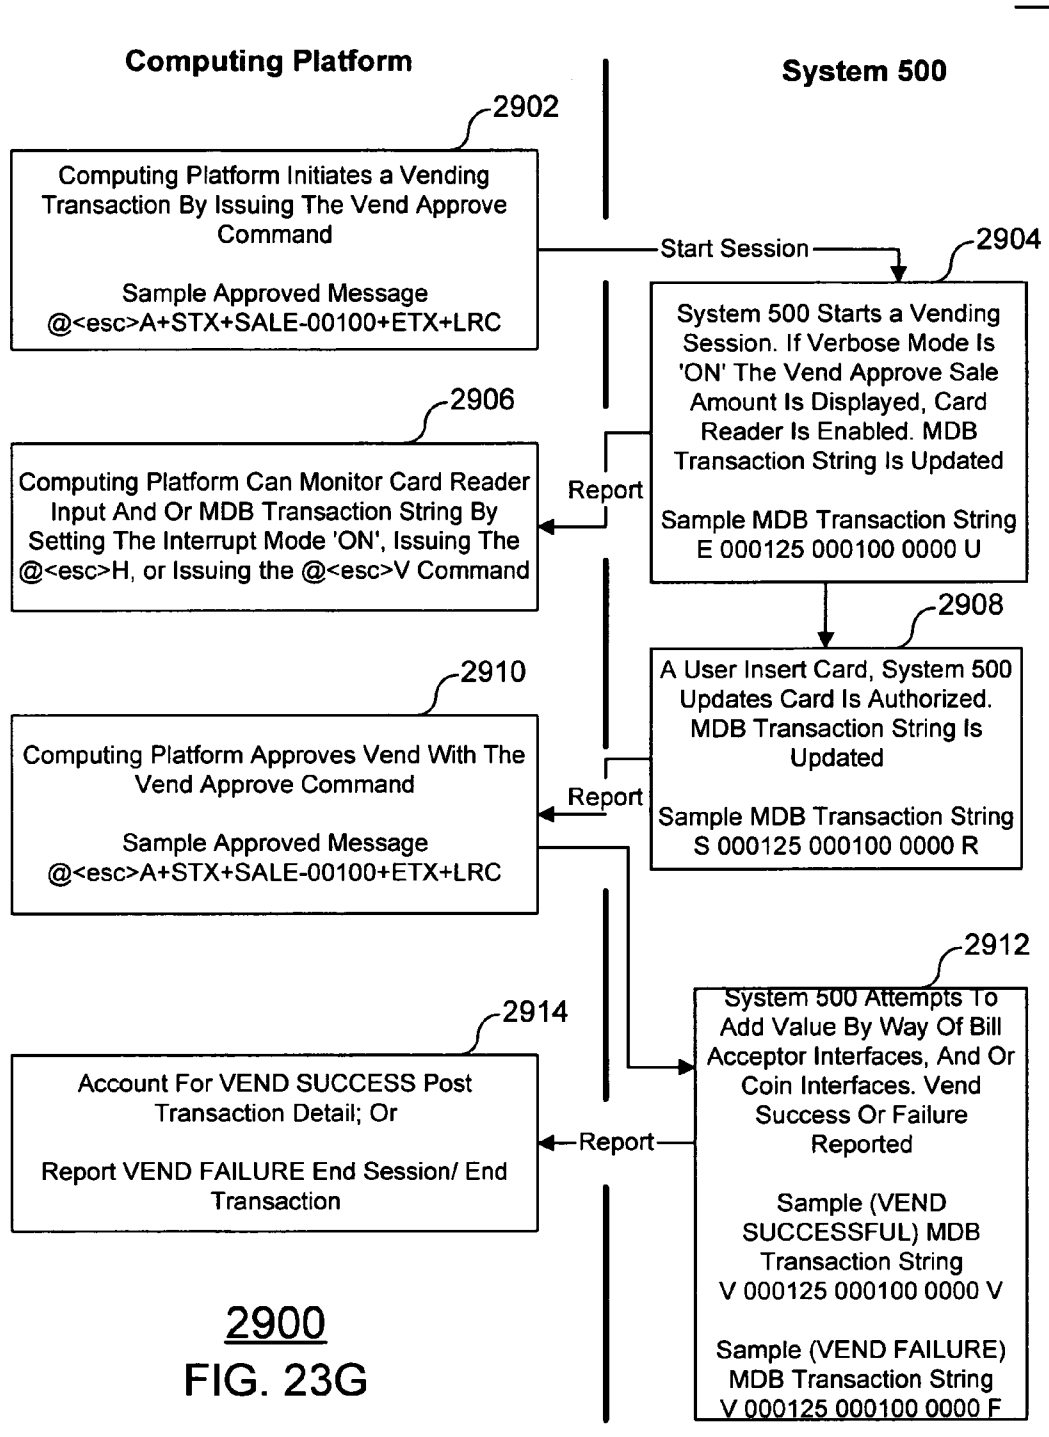 Computing Platform
System 500
2902
Computing Platform Initiates a Vending
Transaction By Issuing The Vend Approve
Command
Sample Approved Message
@<esc>A+STX+SALE-00100+ETX+LRC
Start Session
2904
System 500 Starts a Vending
Session. If Verbose Mode Is
'ON' The Vend Approve Sale
Amount Is Displayed, Card
Reader Is Enabled. MDB
Transaction String Is Updated
Sample MDB Transaction String
E 000125 000100 0000 U
2906
Report
Computing Platform Can Monitor Card Reader
Input And Or MDB Transaction String By
Setting The Interrupt Mode 'ON', Issuing The
@<esc>H, or Issuing the @<esc>V Command
2908
A User Insert Card, System 500
Updates Card Is Authorized.
MDB Transaction String Is
Updated
Sample MDB Transaction String
S 000125 000100 0000 R
2910
Report
Computing Platform Approves Vend With The
Vend Approve Command
Sample Approved Message
@<esc>A+STX+SALE-00100+ETX+LRC
2912
System 500 Attempts To
Add Value By Way Of Bill
Acceptor Interfaces, And Or
Coin Interfaces. Vend
Success Or Failure
Reported
Sample (VEND
SUCCESSFUL) MDB
Transaction String
V 000125 000100 0000 V
Sample (VEND FAILURE)
MDB Transaction String
V 000125 000100 0000 F
2914
Report
Account For VEND SUCCESS Post
Transaction Detail; Or
Report VEND FAILURE End Session/ End
Transaction
2900
FIG. 23G